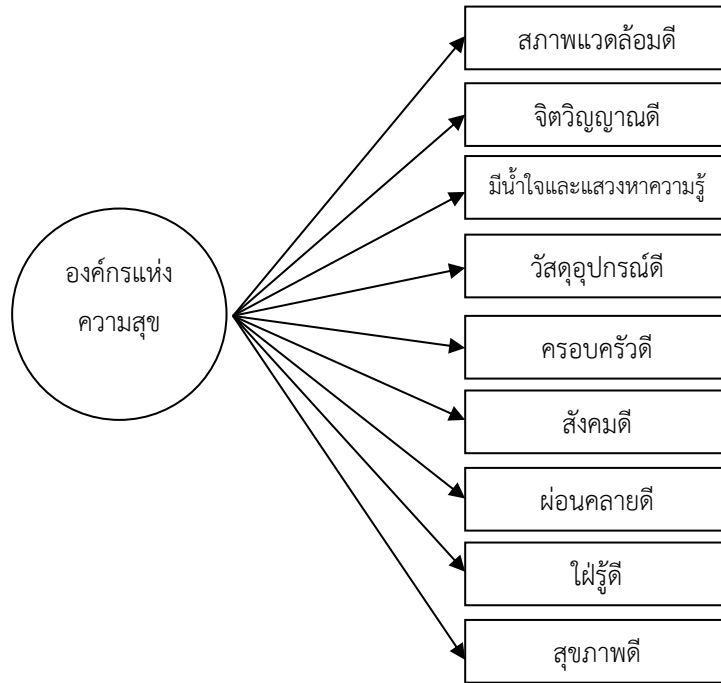 สภาพแวดล้อมดี
จิตวิญญาณดี
มีน้ำใจและแสวงหาความรู้
องค์กรแห่ง
ความสุข
วัสดุอุปกรณ์ดี
ครอบครัวดี
สังคมดี
ผ่อนคลายดี
ใฝ่รู้ดี
สุขภาพดี